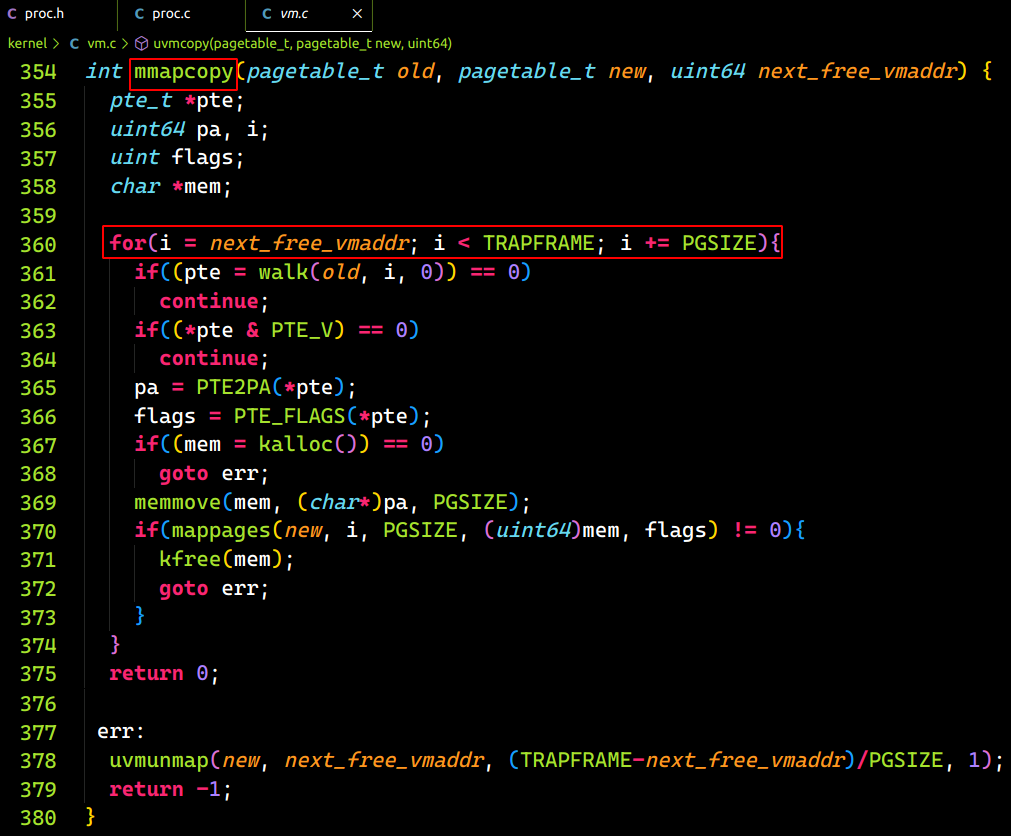 C proc.h C proc.c C vm.c ×
kernel > C vm.c > uvmcopy(pagetable_t, pagetable_t new, uint64)
354 int mmapcopy(pagetable_t old, pagetable_t new, uint64 next_free_vmaddr) {
355 pte_t *pte;
356 uint64 pa, i;
357 uint flags;
358 char *mem;
359
360 for(i = next_free_vmaddr; i < TRAPFRAME; i += PGSIZE){
361 if((pte = walk(old, i, 0)) == 0)
362 continue;
363 if((*pte & PTE_V) == 0)
364 continue;
365 pa = PTE2PA(*pte);
366 flags = PTE_FLAGS(*pte);
367 if((mem = kalloc()) == 0)
368 goto err;
369 memmove(mem, (char*)pa, PGSIZE);
370 if(mappages(new, i, PGSIZE, (uint64)mem, flags) != 0){
371 kfree(mem);
372 goto err;
373 }
374 }
375 return 0;
376
377 err:
378 uvmunmap(new, next_free_vmaddr, (TRAPFRAME-next_free_vmaddr)/PGSIZE, 1);
379 return -1;
380 }